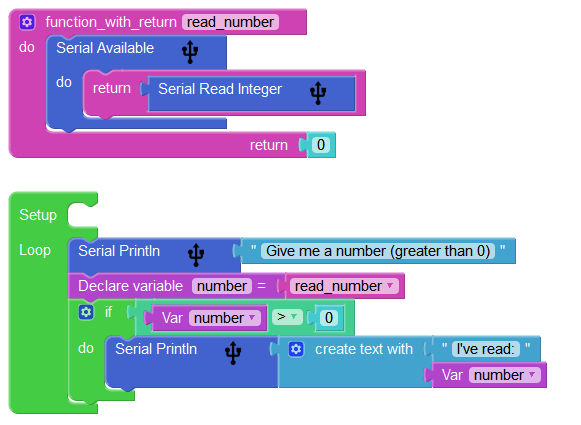 function_with_return read_number
do Serial Available
do return Serial Read Integer
return 0
Setup
Loop Serial Println " Give me a number (greater than 0) "
Declare variable number = read_number
if Var number > 0
do Serial Println create text with " I've read: "
Var number